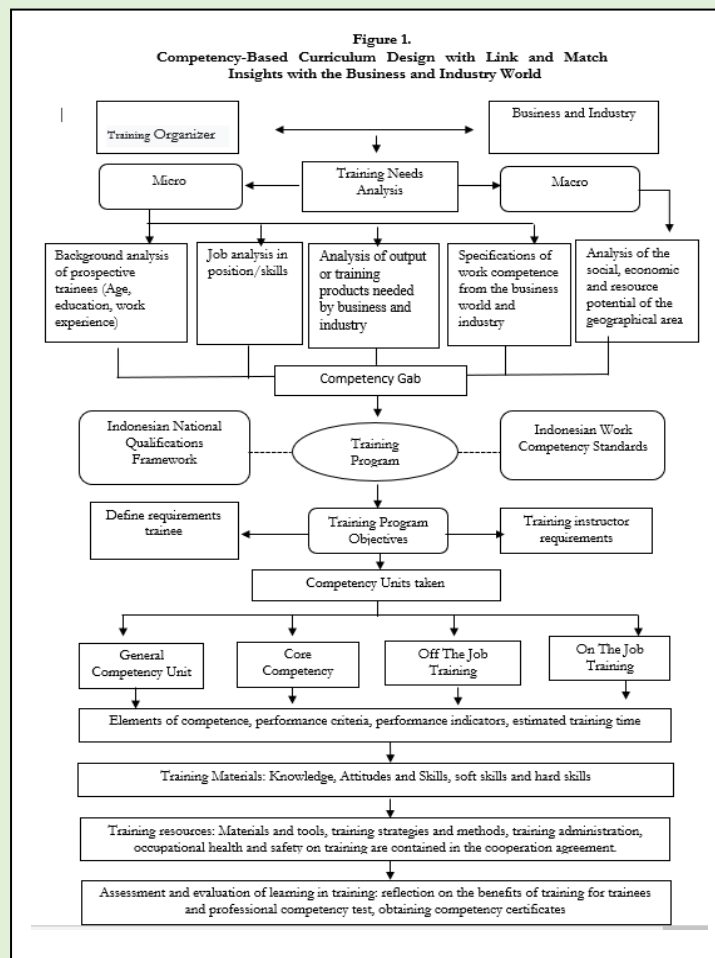 Figure 1.
Competency-Based Curriculum Design with Link and Match
Insights with the Business and Industry World
Training Organizer
Business and Industry
Micro
Training Needs
Analysis
Macro
Background analysis
of prospective
trainees (Age,
education, work
experience)
Job analysis in
position/skills
Analysis of output
or training
products needed
by business and
industry
Specifications of
work competence
from the business
world and
industry
Analysis of the
social, economic
and resource
potential of the
geographical area
Competency Gab
Indonesian National
Qualifications
Framework
Training
Program
Indonesian Work
Competency Standards
Define requirements
trainee
Training Program
Objectives
Training instructor
requirements
Competency Units taken
General
Competency Unit
Core
Competency
Off The Job
Training
On The Job
Training
Elements of competence, performance criteria, performance indicators, estimated training time
Training Materials: Knowledge, Attitudes and Skills, soft skills and hard skills
Training resources: Materials and tools, training strategies and methods, training administration,
occupational health and safety on training are contained in the cooperation agreement.
Assessment and evaluation of learning in training: reflection on the benefits of training for trainees
and professional competency test, obtaining competency certificates